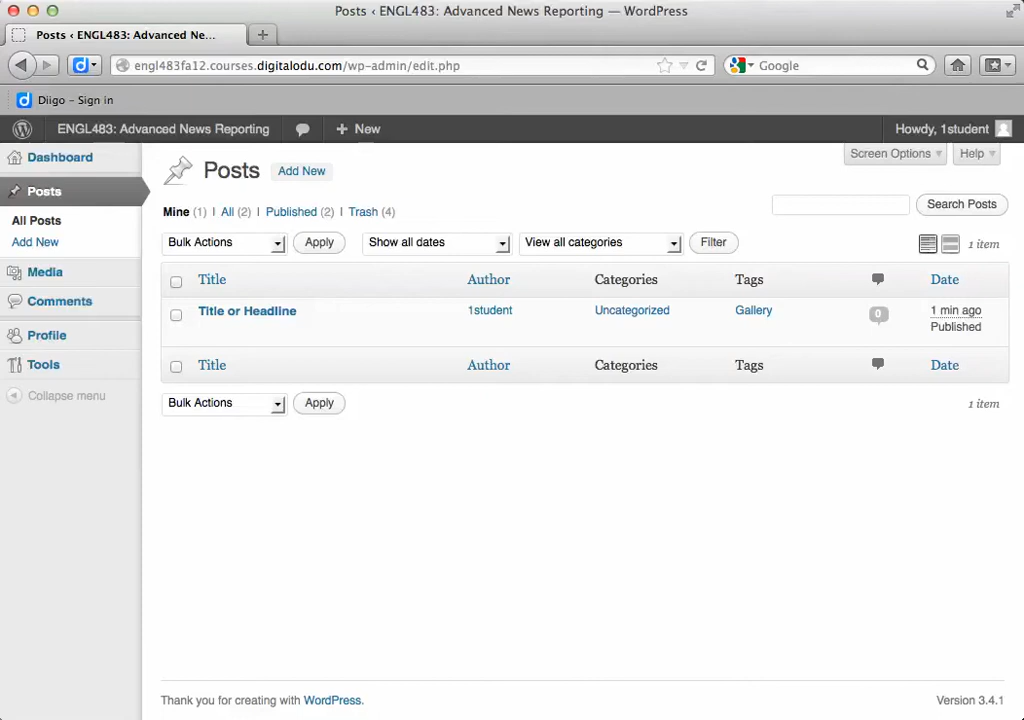 Posts ‹ ENGL483: Advanced News Reporting — WordPress
Posts ‹ ENGL483: Advanced Ne...
engl483fa12.courses.digitalodu.com/wp-admin/edit.php
Google
Diigo - Sign in
ENGL483: Advanced News Reporting
+ New
Howdy, 1student
Dashboard
Posts
All Posts
Add New
Media
Comments
Profile
Tools
Collapse menu
Screen Options
Help
Posts Add New
Mine (1) | All (2) | Published (2) | Trash (4)
Search Posts
Bulk Actions Apply Show all dates View all categories Filter 1 item
Title Author Categories Tags Date
Title or Headline 1student Uncategorized Gallery 0 1 min ago
Published
Title Author Categories Tags Date
Bulk Actions Apply 1 item
Thank you for creating with WordPress. Version 3.4.1